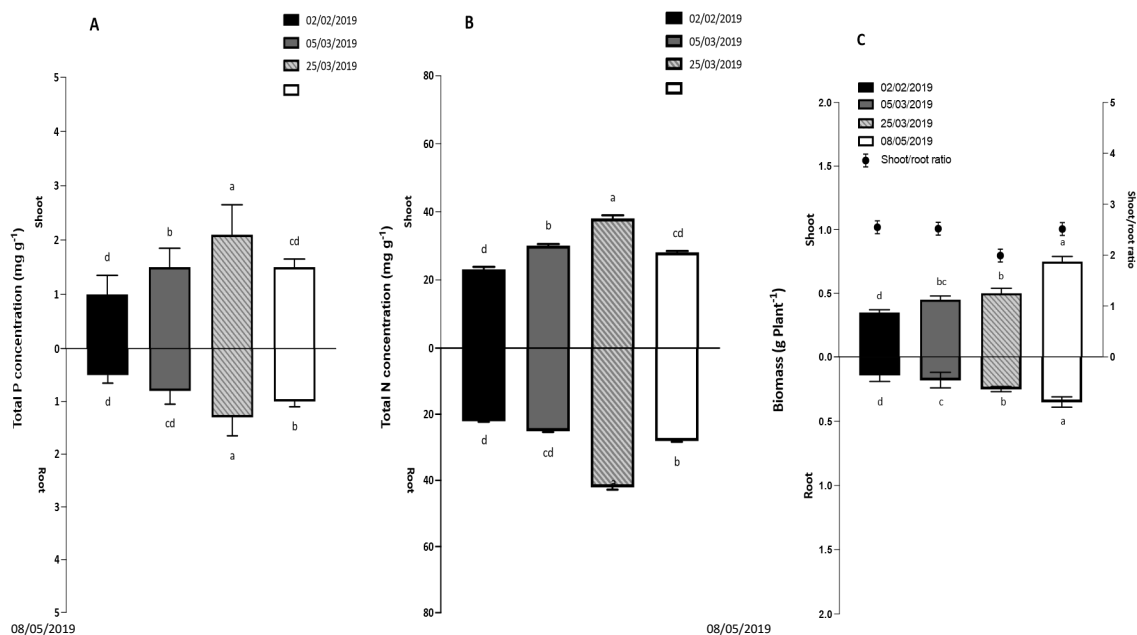 A
02/02/2019
05/03/2019
25/03/2019
5
4
3
2
1
0
1
2
3
4
5
Total P concentration (mg g⁻¹)
Shoot
Root
d
b
a
cd
d
cd
a
b
08/05/2019
B
02/02/2019
05/03/2019
25/03/2019
80
60
40
20
0
20
40
60
80
Total N concentration (mg g⁻¹)
d
b
a
cd
d
cd
a
b
08/05/2019
C
02/02/2019
05/03/2019
25/03/2019
08/05/2019
Shoot/root ratio
2.0
1.5
1.0
0.5
0.0
0.5
1.0
1.5
2.0
Biomass (g Plant⁻¹)
Shoot
Root
d
bc
b
a
d
c
b
a
5
4
3
2
1
0
Shoot/root ratio